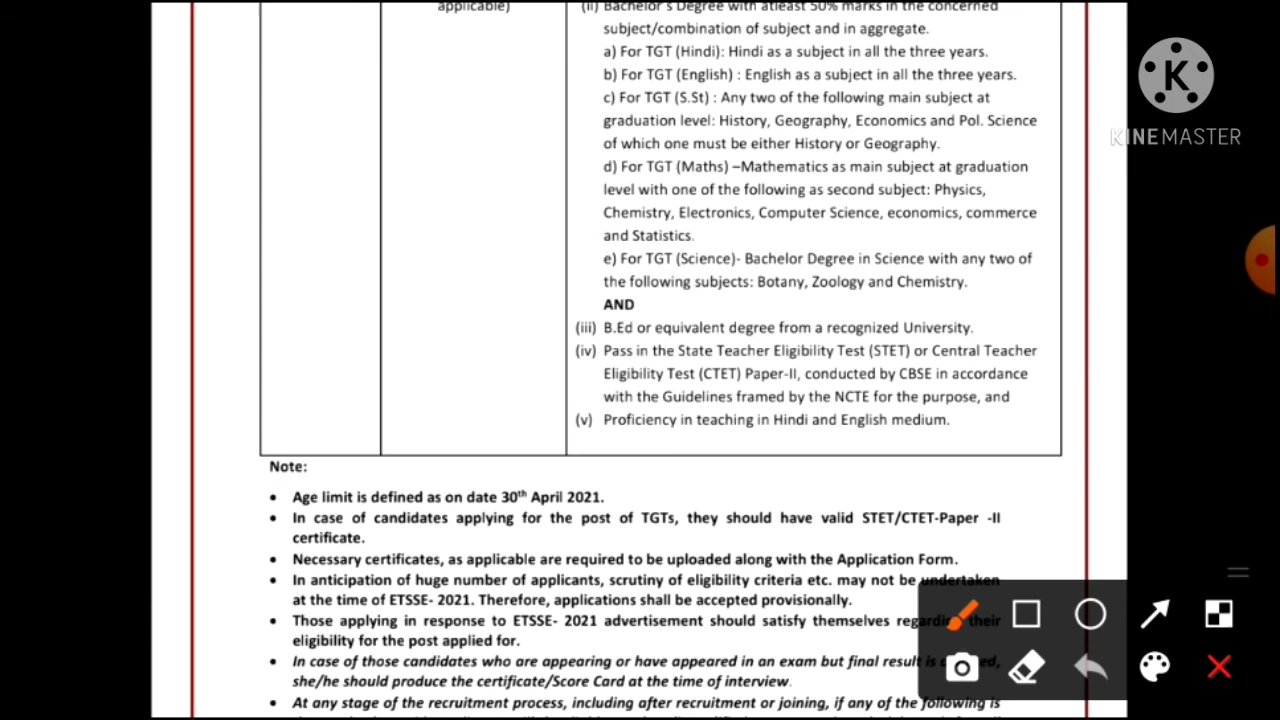 applicable)
(ii) Bachelor's Degree with atleast 50% marks in the concerned
subject/combination of subject and in aggregate.
a) For TGT (Hindi): Hindi as a subject in all the three years.
b) For TGT (English) : English as a subject in all the three years.
c) For TGT (S.St) : Any two of the following main subject at
graduation level: History, Geography, Economics and Pol. Science
of which one must be either History or Geography.
d) For TGT (Maths) –Mathematics as main subject at graduation
level with one of the following as second subject: Physics,
Chemistry, Electronics, Computer Science, economics, commerce
and Statistics.
e) For TGT (Science)- Bachelor Degree in Science with any two of
the following subjects: Botany, Zoology and Chemistry.
AND
(iii) B.Ed or equivalent degree from a recognized University.
(iv) Pass in the State Teacher Eligibility Test (STET) or Central Teacher
Eligibility Test (CTET) Paper-II, conducted by CBSE in accordance
with the Guidelines framed by the NCTE for the purpose, and
(v) Proficiency in teaching in Hindi and English medium.
Note:
• Age limit is defined as on date 30th April 2021.
• In case of candidates applying for the post of TGTs, they should have valid STET/CTET-Paper -II
certificate.
• Necessary certificates, as applicable are required to be uploaded along with the Application Form.
• In anticipation of huge number of applicants, scrutiny of eligibility criteria etc. may not be undertaken
at the time of ETSSE- 2021. Therefore, applications shall be accepted provisionally.
• Those applying in response to ETSSE- 2021 advertisement should satisfy themselves regarding their
eligibility for the post applied for.
• In case of those candidates who are appearing or have appeared in an exam but final result is
she/he should produce the certificate/Score Card at the time of interview.
• At any stage of the recruitment process, including after recruitment or joining, if any of the following is
K
KINEMASTER